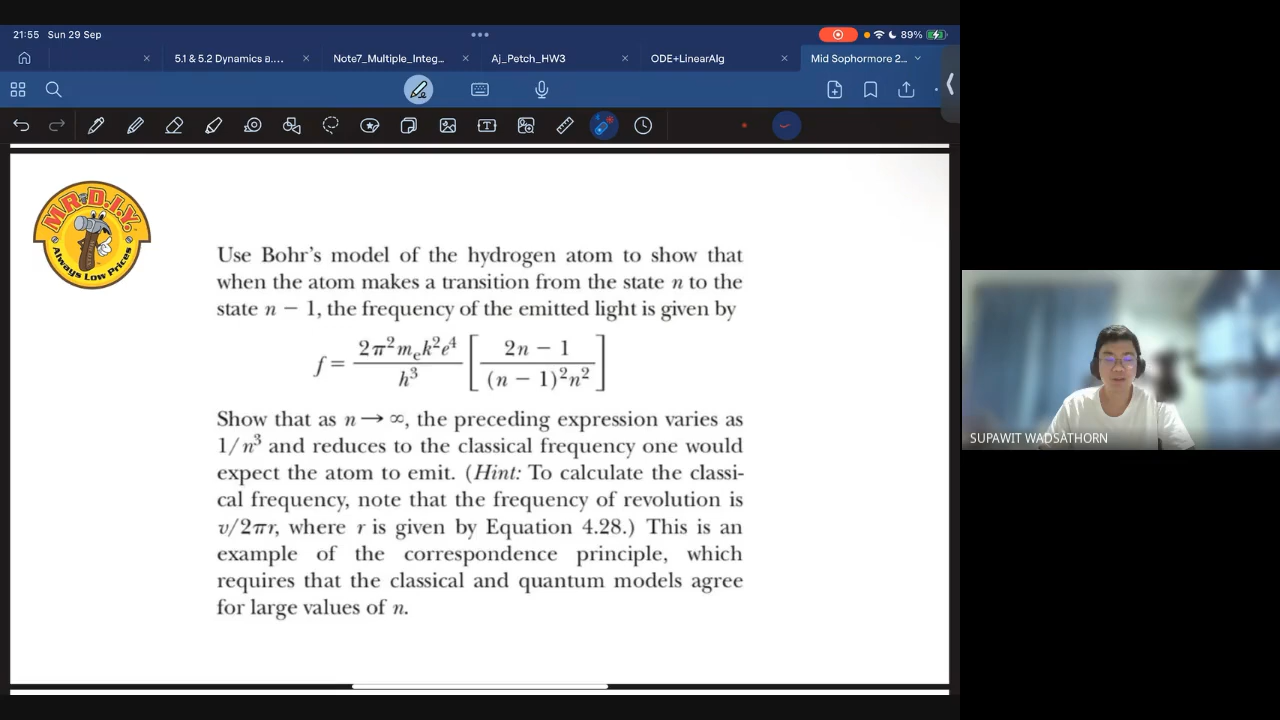 21:55 Sun 29 Sep
89%
5.1 & 5.2 Dynamics a....
Note7_Multiple_Integ...
Aj_Petch_HW3
ODE+LinearAlg
Mid Sophormore 2...
MR.D.I.Y.
Always Low Prices
Use Bohr's model of the hydrogen atom to show that
when the atom makes a transition from the state n to the
state n − 1, the frequency of the emitted light is given by
f = 2π²mₑk²e⁴ / h³ [ 2n − 1 / (n − 1)²n² ]
Show that as n → ∞, the preceding expression varies as
1/n³ and reduces to the classical frequency one would
expect the atom to emit. (Hint: To calculate the classi-
cal frequency, note that the frequency of revolution is
v/2πr, where r is given by Equation 4.28.) This is an
example of the correspondence principle, which
requires that the classical and quantum models agree
for large values of n.
SUPAWIT WADSATHORN